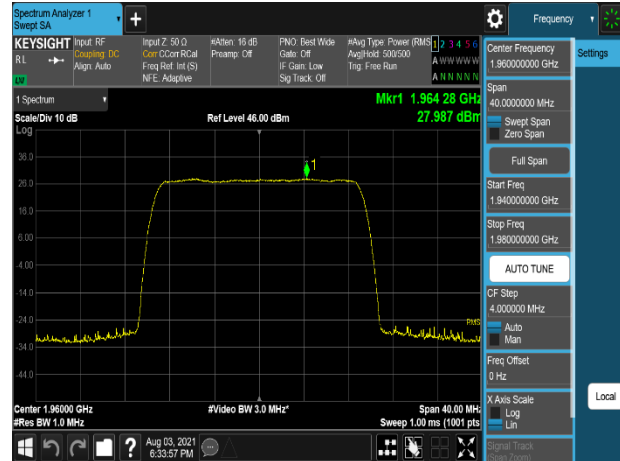 Spectrum Analyzer 1
Swept SA
KEYSIGHT
RL
Input: RF
Coupling: DC
Align: Auto
Input Z: 50 Ω
Corr CCorr RCal
Freq Ref: Int (S)
NFE: Adaptive
#Atten: 16 dB
Preamp: Off
PNO: Best Wide
Gate: Off
IF Gain: Low
Sig Track: Off
#Avg Type: Power (RMS
Avg|Hold: 500/500
Trig: Free Run
1 2 3 4 5 6
A W W W W W
A N N N N N
1 Spectrum
Scale/Div 10 dB
Log
Ref Level 46.00 dBm
Mkr1 1.964 28 GHz
27.987 dBm
36.0
26.0
16.0
6.00
-4.00
-14.0
-24.0
-34.0
-44.0
1
RMS
Center 1.96000 GHz
#Res BW 1.0 MHz
#Video BW 3.0 MHz*
Span 40.00 MHz
Sweep 1.00 ms (1001 pts
Aug 03, 2021
6:33:57 PM
Frequency
Settings
Center Frequency
1.960000000 GHz
Span
40.0000000 MHz
Swept Span
Zero Span
Full Span
Start Freq
1.940000000 GHz
Stop Freq
1.980000000 GHz
AUTO TUNE
CF Step
4.000000 MHz
Auto
Man
Freq Offset
0 Hz
X Axis Scale
Log
Lin
Signal Track
(Span Zoom)
Local